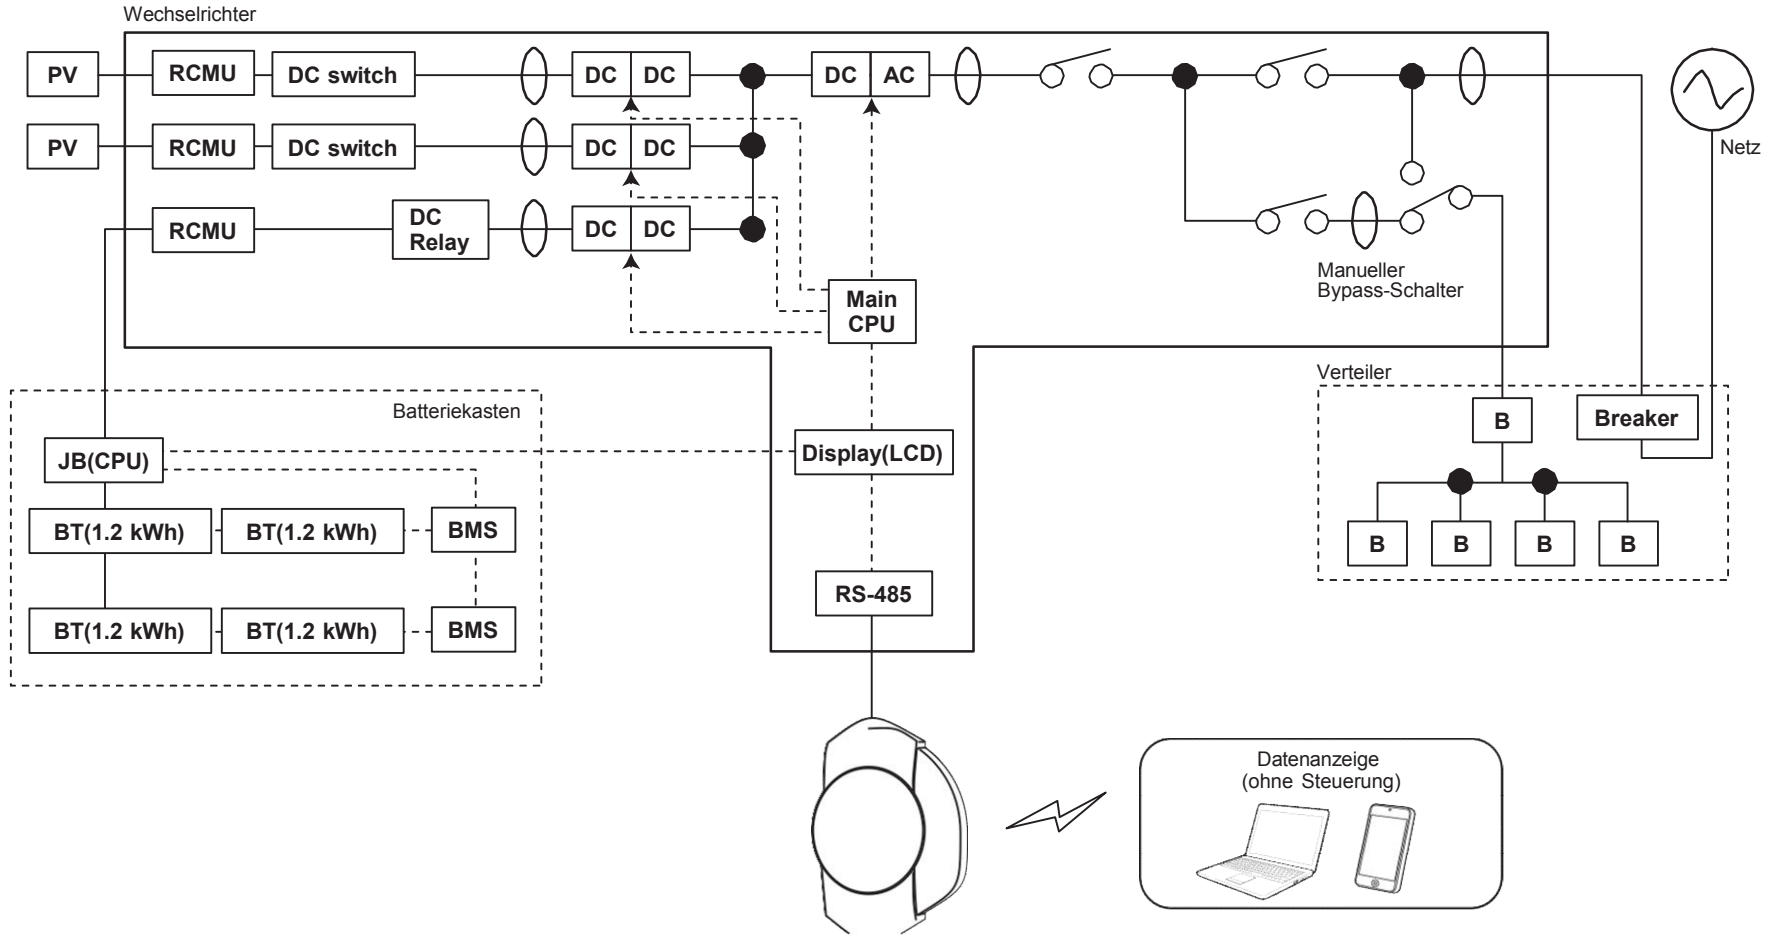 Wechselrichter
PV
RCMU
DC switch
DC
DC
DC
AC
PV
RCMU
DC switch
DC
DC
Netz
RCMU
DC
Relay
DC
DC
Manueller
Bypass-Schalter
Main
CPU
Verteiler
Batteriekasten
B
Breaker
JB(CPU)
Display(LCD)
BT(1.2 kWh)
BT(1.2 kWh)
BMS
B
B
B
B
RS-485
BT(1.2 kWh)
BT(1.2 kWh)
BMS
Datenanzeige
(ohne Steuerung)